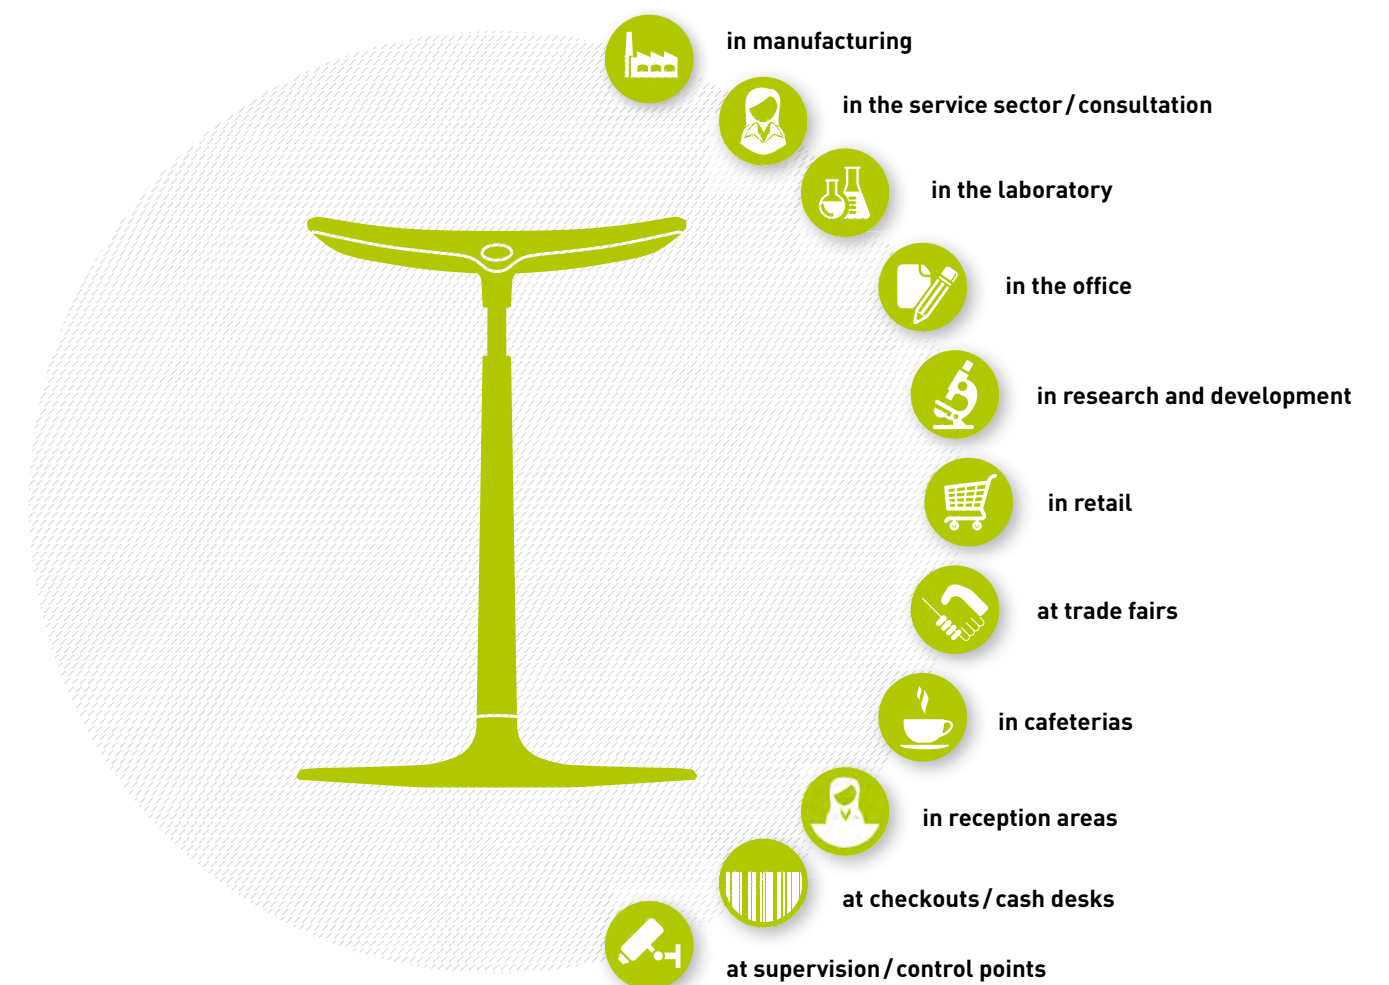 in manufacturing
in the service sector / consultation
in the laboratory
in the office
in research and development
in retail
at trade fairs
in cafeterias
in reception areas
at checkouts / cash desks
at supervision / control points